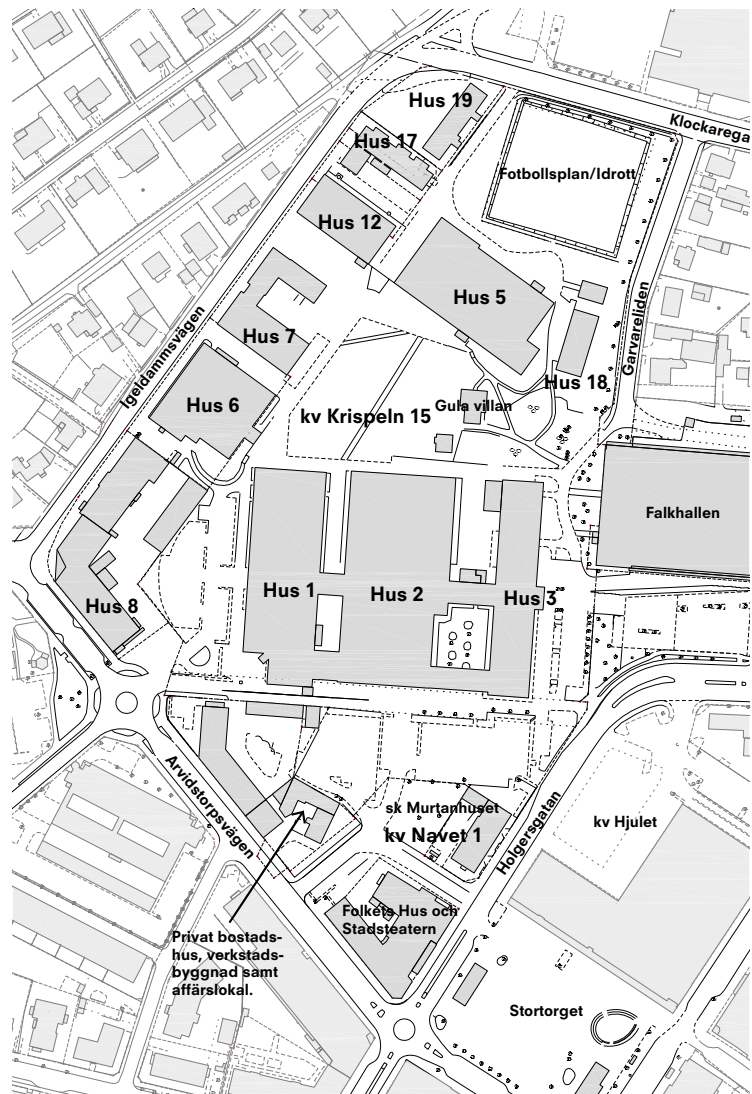 Hus 19
Klockarega
Hus 17
Fotbollsplan/Idrott
Hus 12
Hus 5
Garvareliden
Igeldammsvägen
Hus 7
Hus 18
Hus 6
kv Krispeln 15
Gula villan
Falkhallen
Hus 1
Hus 2
Hus 3
Hus 8
Arvidstorpsvägen
sk Murtanhuset
kv Navet 1
Holgersgatan
kv Hjulet
Folkets Hus och
Stadsteatern
Privat bostads-
hus, verkstads-
byggnad samt
affärslokal.
Stortorget